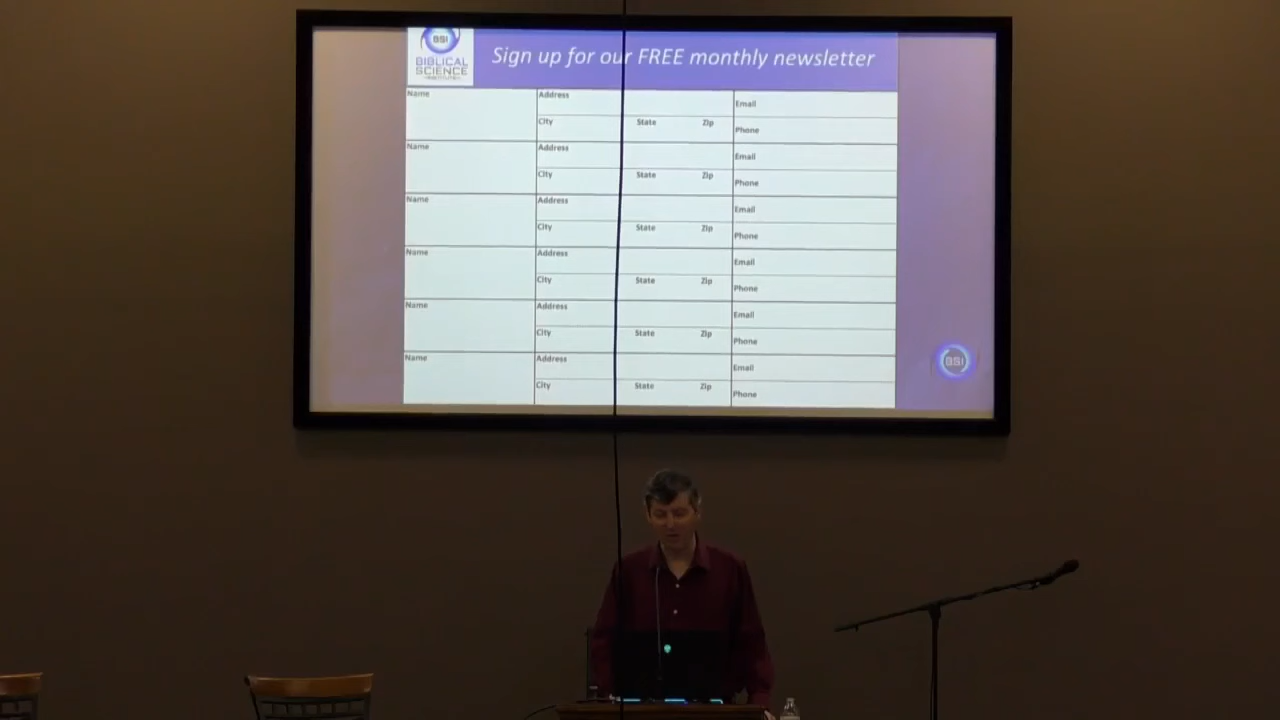 BSI
BIBLICAL
SCIENCE
INSTITUTE
Sign up for our FREE monthly newsletter
Name Address Email
City State Zip Phone
Name Address Email
City State Zip Phone
Name Address Email
City State Zip Phone
Name Address Email
City State Zip Phone
Name Address Email
City State Zip Phone
Name Address Email
City State Zip Phone
BSI